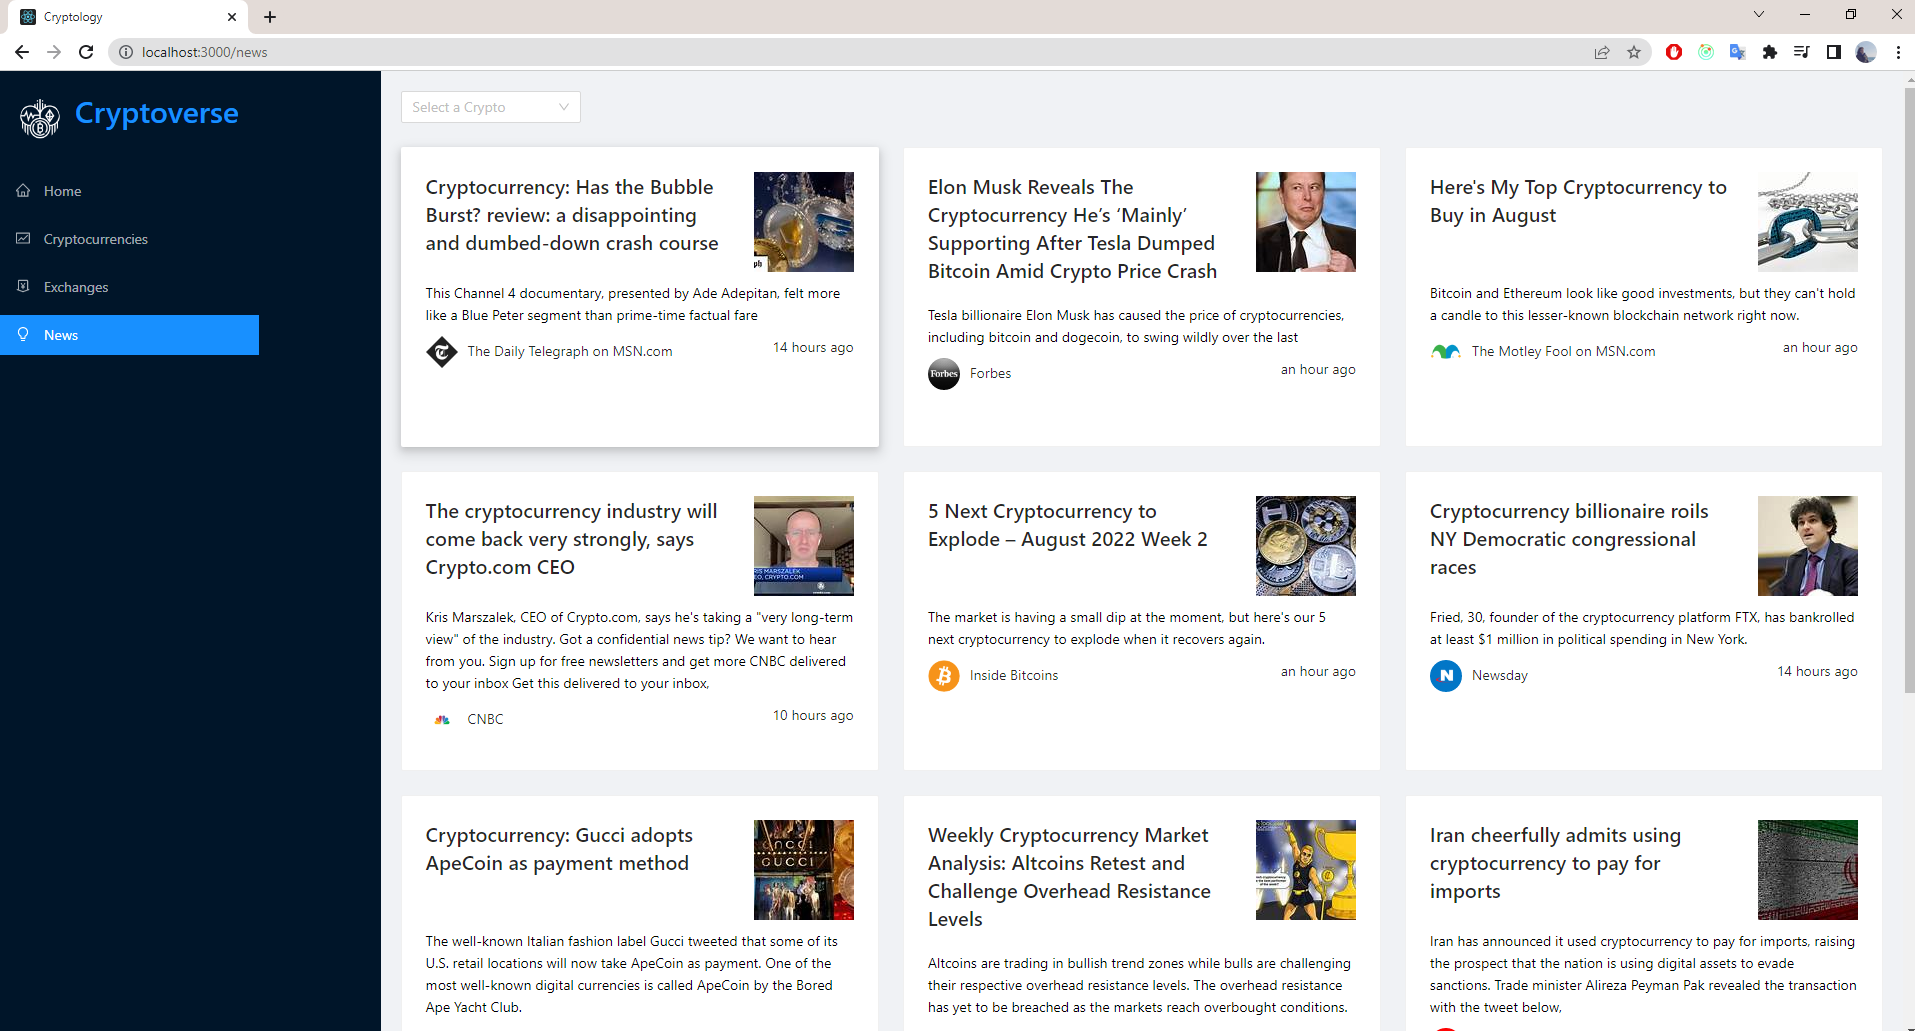 Cryptology
localhost:3000/news
Cryptoverse
Home
Cryptocurrencies
Exchanges
News
Select a Crypto
Cryptocurrency: Has the Bubble
Burst? review: a disappointing
and dumbed-down crash course
This Channel 4 documentary, presented by Ade Adepitan, felt more
like a Blue Peter segment than prime-time factual fare
The Daily Telegraph on MSN.com
14 hours ago
Elon Musk Reveals The
Cryptocurrency He’s ‘Mainly’
Supporting After Tesla Dumped
Bitcoin Amid Crypto Price Crash
Tesla billionaire Elon Musk has caused the price of cryptocurrencies,
including bitcoin and dogecoin, to swing wildly over the last
Forbes
Forbes
an hour ago
Here's My Top Cryptocurrency to
Buy in August
Bitcoin and Ethereum look like good investments, but they can't hold
a candle to this lesser-known blockchain network right now.
The Motley Fool on MSN.com
an hour ago
The cryptocurrency industry will
come back very strongly, says
Crypto.com CEO
RIS MARSZALEK
EO, CRYPTO.COM
Kris Marszalek, CEO of Crypto.com, says he's taking a "very long-term
view" of the industry. Got a confidential news tip? We want to hear
from you. Sign up for free newsletters and get more CNBC delivered
to your inbox Get this delivered to your inbox,
CNBC
10 hours ago
5 Next Cryptocurrency to
Explode – August 2022 Week 2
The market is having a small dip at the moment, but here's our 5
next cryptocurrency to explode when it recovers again.
Inside Bitcoins
an hour ago
Cryptocurrency billionaire roils
NY Democratic congressional
races
Fried, 30, founder of the cryptocurrency platform FTX, has bankrolled
at least $1 million in political spending in New York.
N
Newsday
14 hours ago
Cryptocurrency: Gucci adopts
ApeCoin as payment method
GUCCI
The well-known Italian fashion label Gucci tweeted that some of its
U.S. retail locations will now take ApeCoin as payment. One of the
most well-known digital currencies is called ApeCoin by the Bored
Ape Yacht Club.
Weekly Cryptocurrency Market
Analysis: Altcoins Retest and
Challenge Overhead Resistance
Levels
Altcoins are trading in bullish trend zones while bulls are challenging
their respective overhead resistance levels. The overhead resistance
has yet to be breached as the markets reach overbought conditions.
Iran cheerfully admits using
cryptocurrency to pay for
imports
Iran has announced it used cryptocurrency to pay for imports, raising
the prospect that the nation is using digital assets to evade
sanctions. Trade minister Alireza Peyman Pak revealed the transaction
with the tweet below,